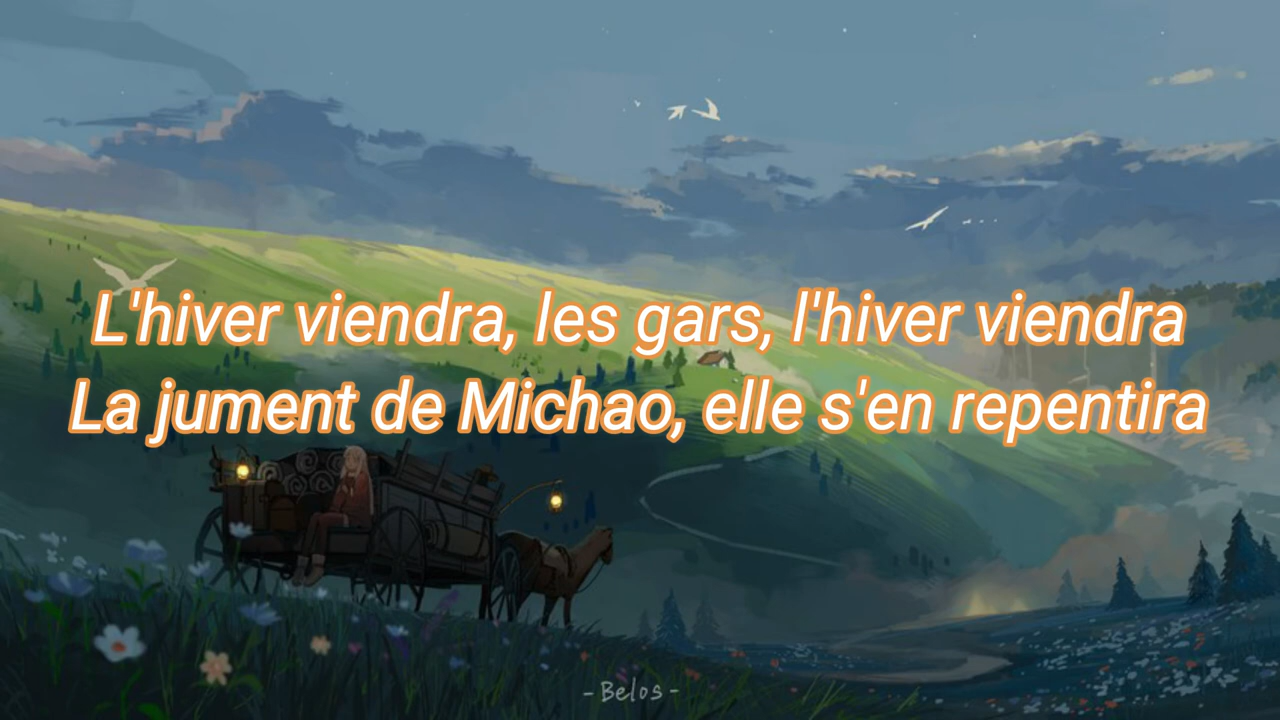 L'hiver viendra, les gars, l'hiver viendra
La jument de Michao, elle s'en repentira
-Belos-